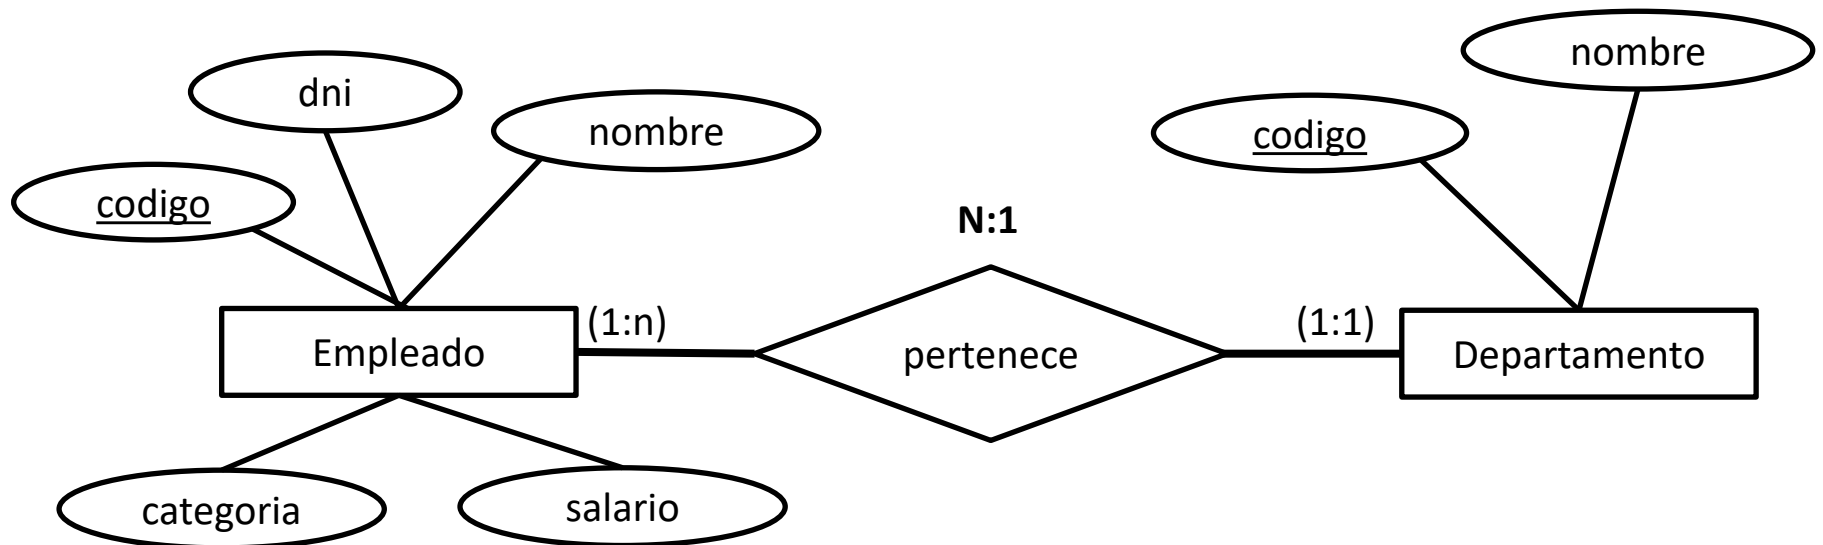 dni
nombre
codigo
nombre
codigo
N:1
(1:n)
(1:1)
Empleado
pertenece
Departamento
categoria
salario